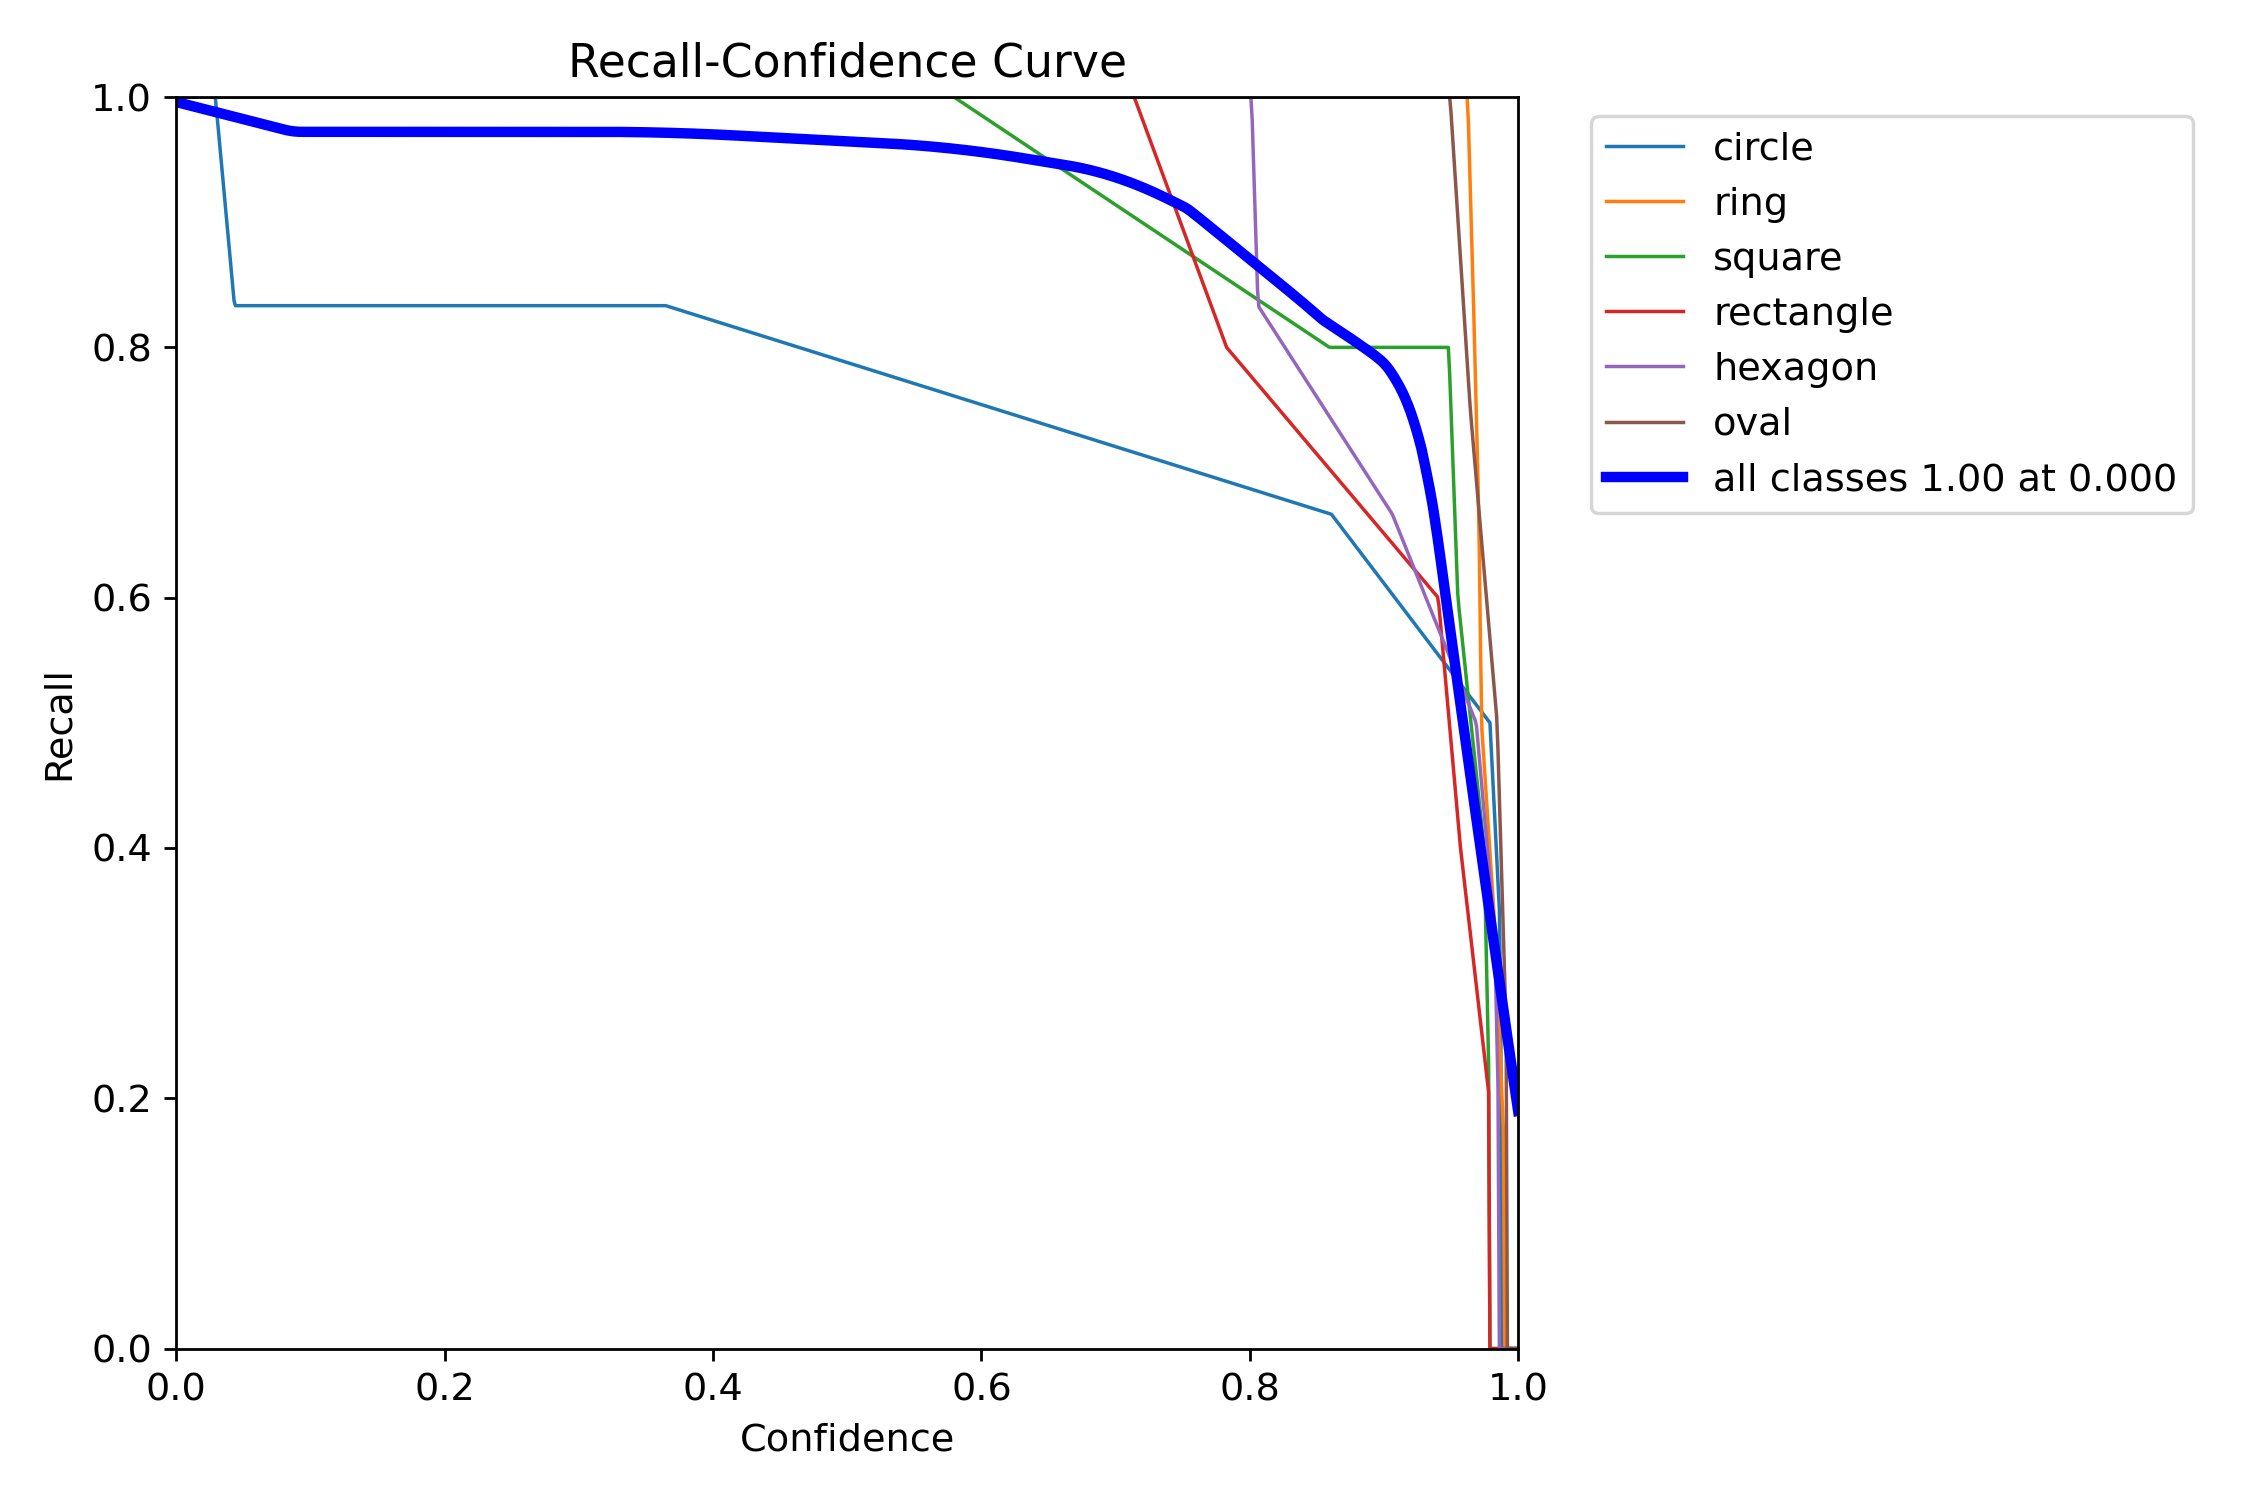 Recall-Confidence Curve
1.0
0.8
0.6
0.4
0.2
0.0
Recall
0.0 0.2 0.4 0.6 0.8 1.0
Confidence
circle
ring
square
rectangle
hexagon
oval
all classes 1.00 at 0.000